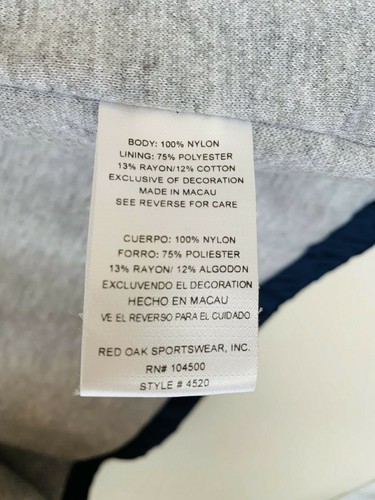 BODY: 100% NYLON
LINING: 75% POLYESTER
13% RAYON/12% COTTON
EXCLUSIVE OF DECORATION
MADE IN MACAU
SEE REVERSE FOR CARE
CUERPO: 100% NYLON
FORRO: 75% POLIESTER
13% RAYON/ 12% ALGODON
EXCLUVENDO EL DECORATION
HECHO EN MACAU
VE EL REVERSO PARA EL CUIDADO
RED OAK SPORTSWEAR, INC.
RN# 104500
STYLE # 4520